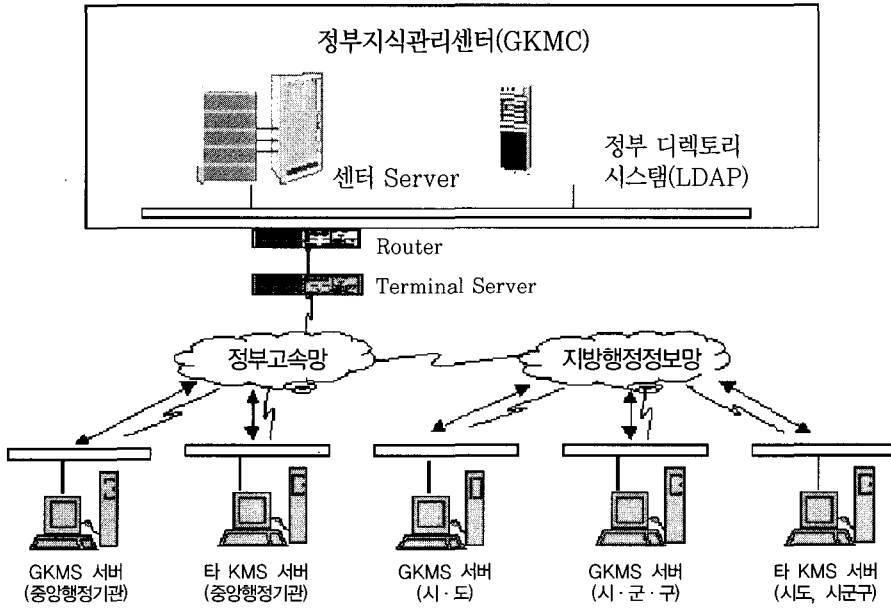 정부지식관리센터(GKMC)
센터 Server
정부 디렉토리
시스템(LDAP)
Router
Terminal Server
정부고속망
지방행정정보망
GKMS 서버
(중앙행정기관)
타 KMS 서버
(중앙행정기관)
GKMS 서버
(시·도)
GKMS 서버
(시·군·구)
타 KMS 서버
(시도, 시군구)